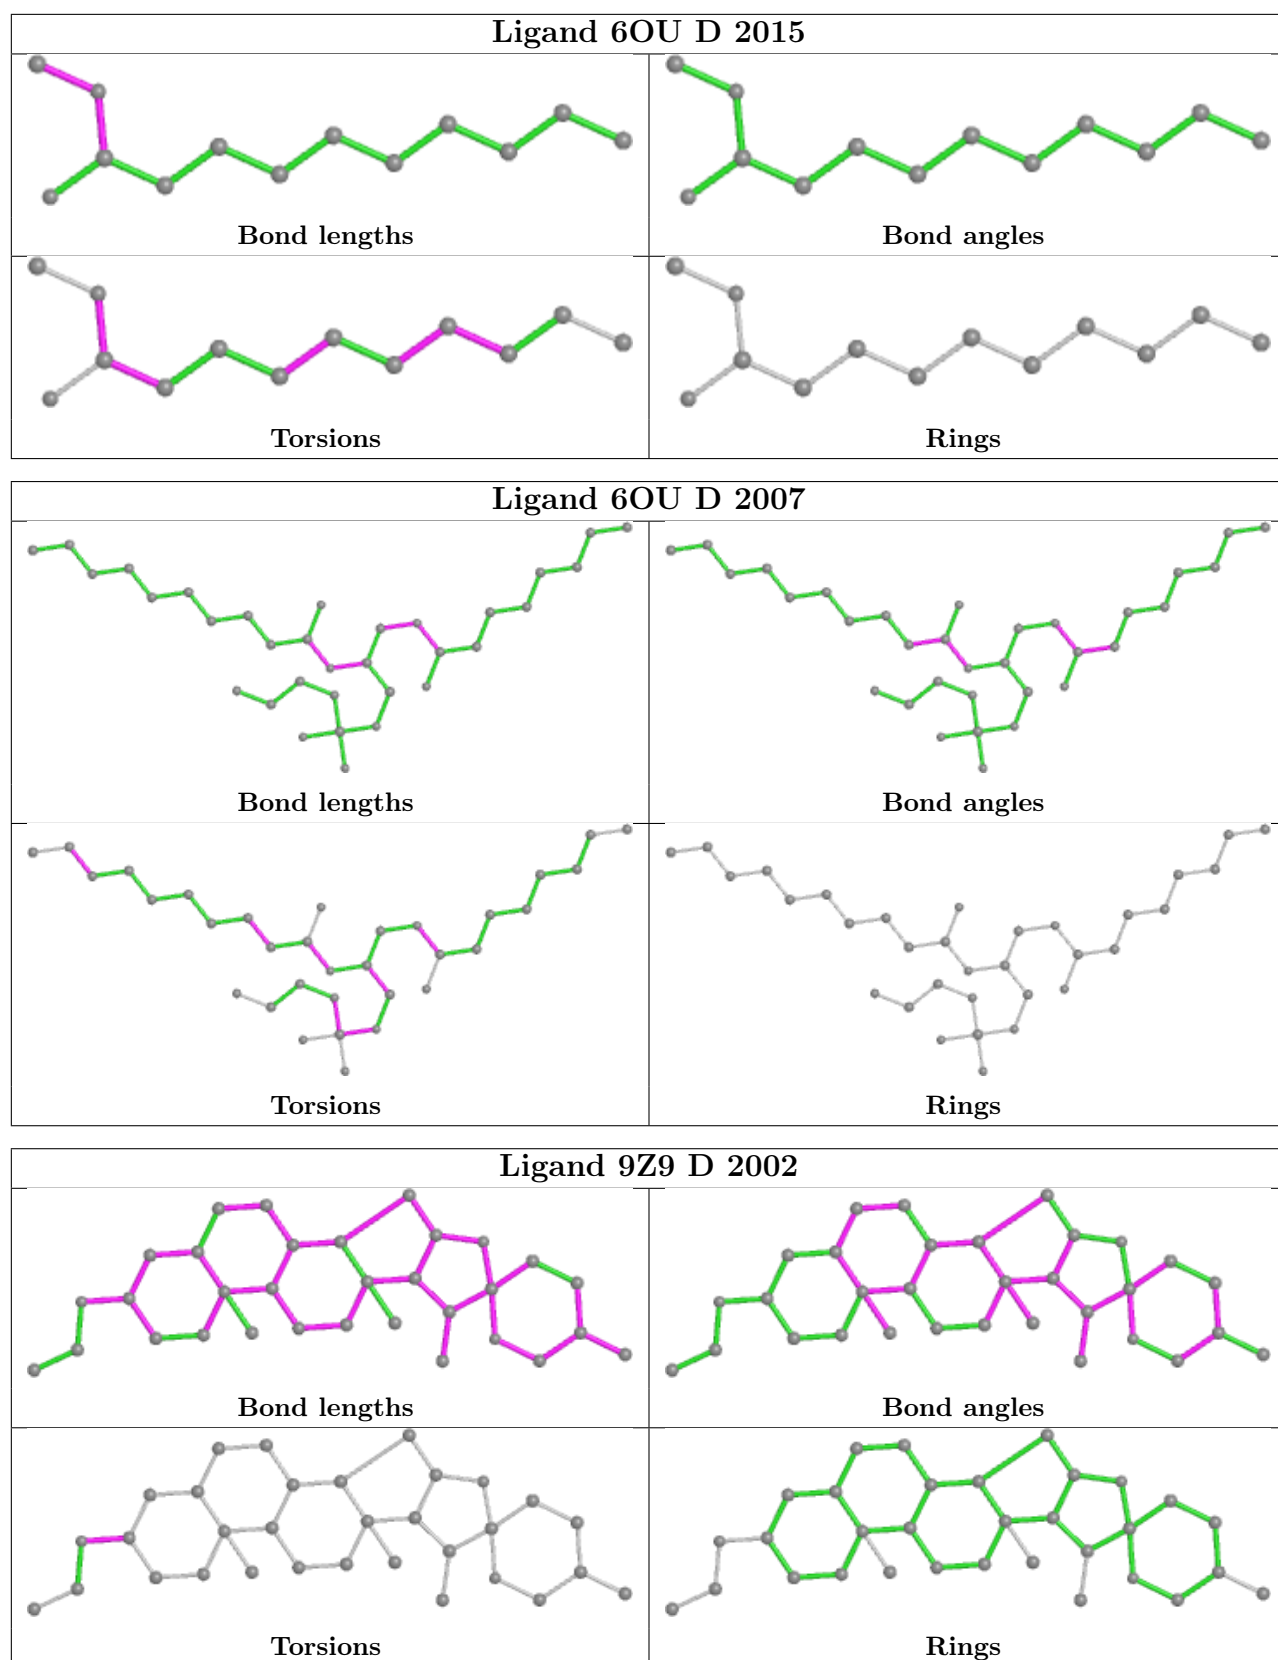 Ligand 6OU D 2015
Bond lengths
Bond angles
Torsions
Rings
Ligand 6OU D 2007
Bond lengths
Bond angles
Torsions
Rings
Ligand 9Z9 D 2002
Bond lengths
Bond angles
Torsions
Rings